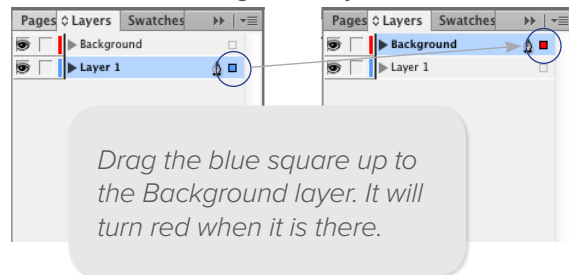 Pages Layers Swatches
Background
Layer 1
Pages Layers Swatches
Background
Layer 1
Drag the blue square up to
the Background layer. It will
turn red when it is there.